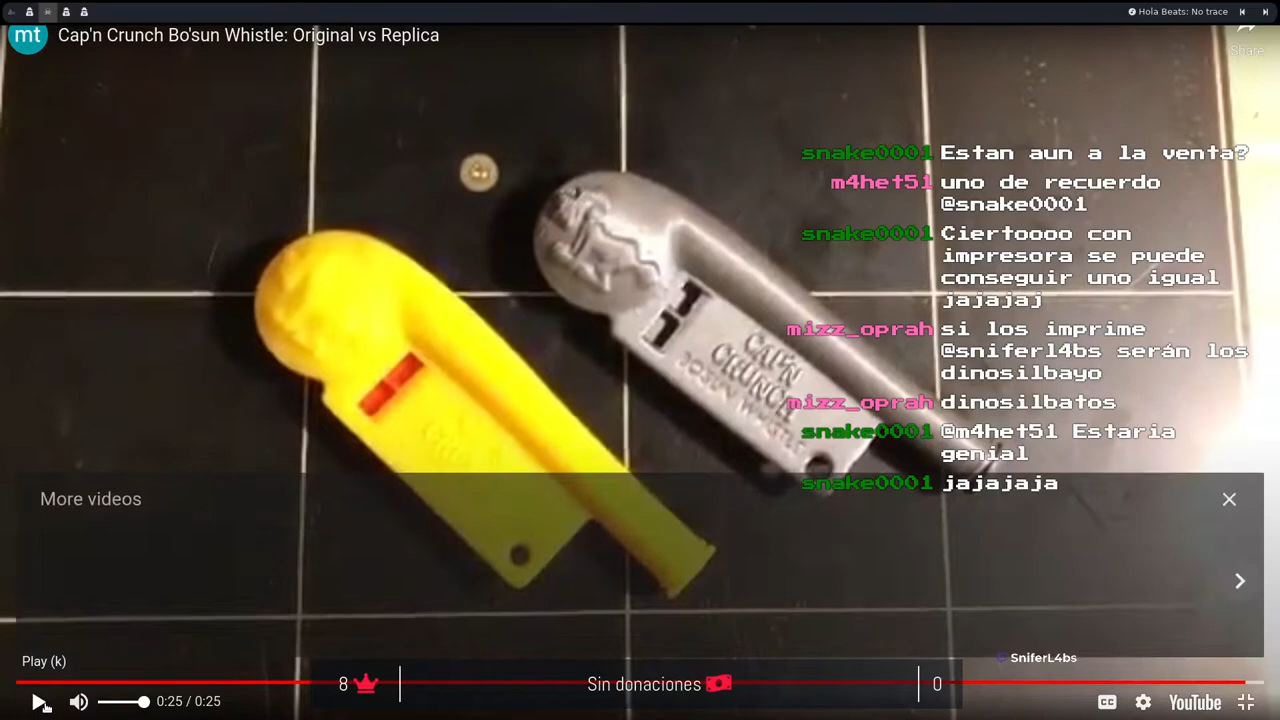 Hola Beats: No trace
mt
Cap'n Crunch Bo'sun Whistle: Original vs Replica
Share
snake0001 Estan aun a la venta?
m4het51 uno de recuerdo
@snake0001
snake0001 Ciertoooo con
impresora se puede
conseguir uno igual
jajajaj
mizz_oprah si los imprime
@sniferl4bs serán los
dinosilbayo
mizz_oprah dinosilbatos
snake0001 @m4het51 Estaria
genial
snake0001 jajajaja
CAP'N
CRUNCH
BOSUN WHISTLE
More videos
Play (k)
SniferL4bs
8
Sin donaciones
0
0:25 / 0:25
CC
YouTube